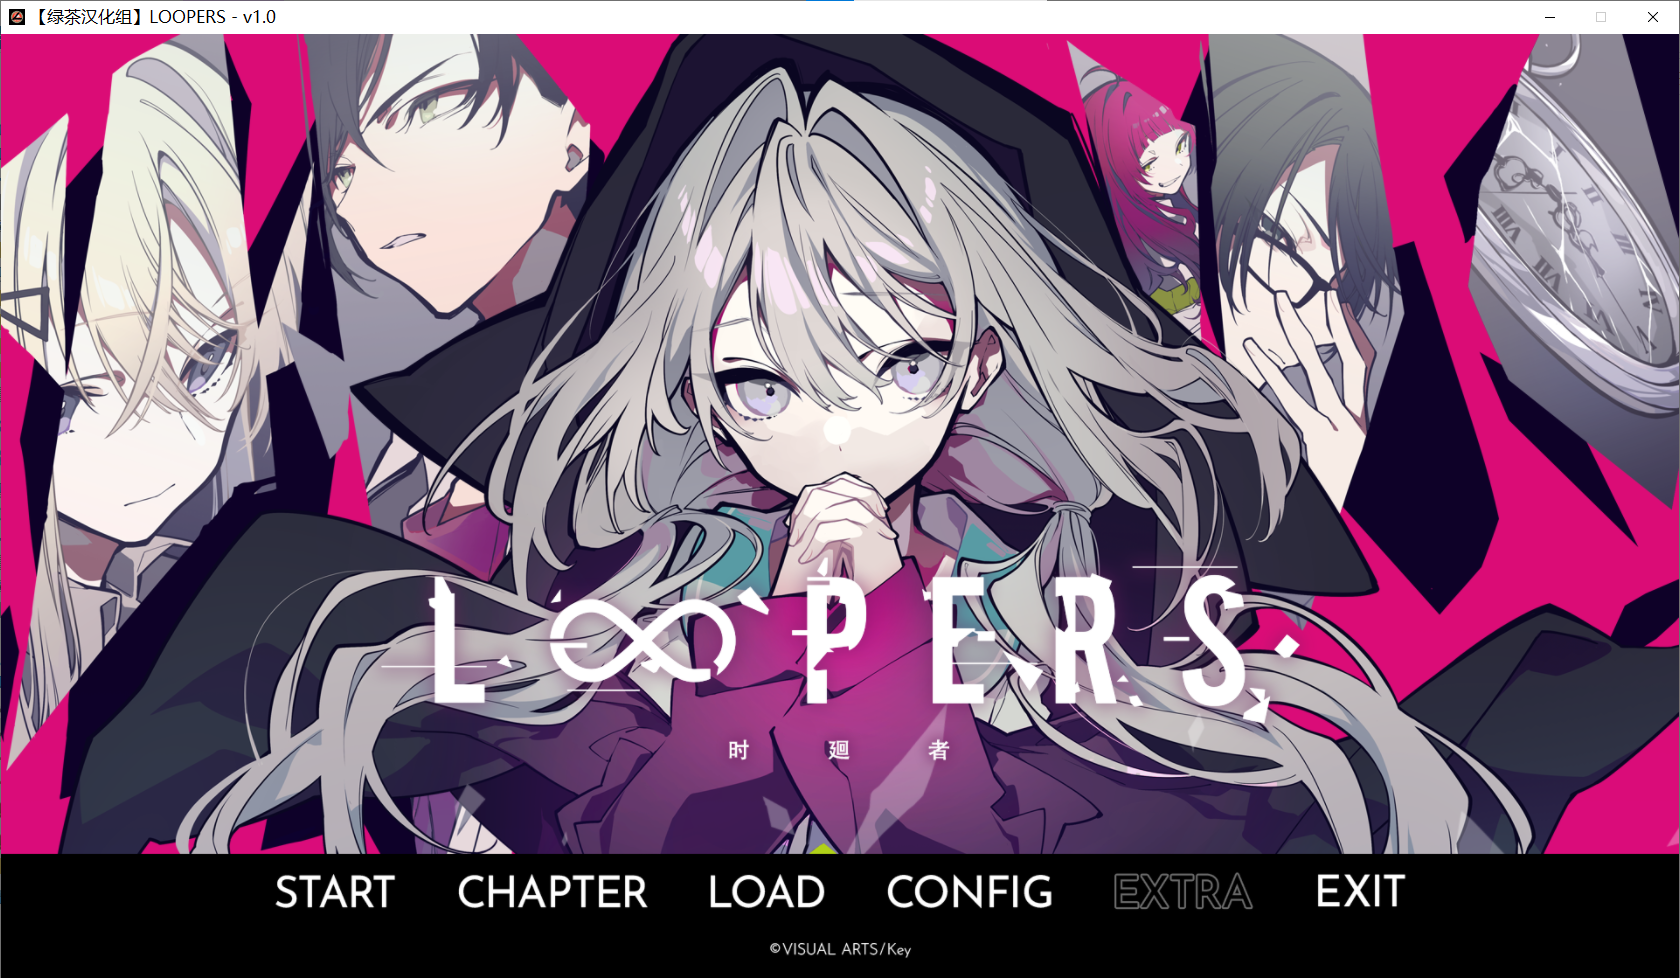 【绿茶汉化组】LOOPERS - v1.0
LOOPERS
时廻者
START CHAPTER LOAD CONFIG EXTRA EXIT
©VISUAL ARTS/Key